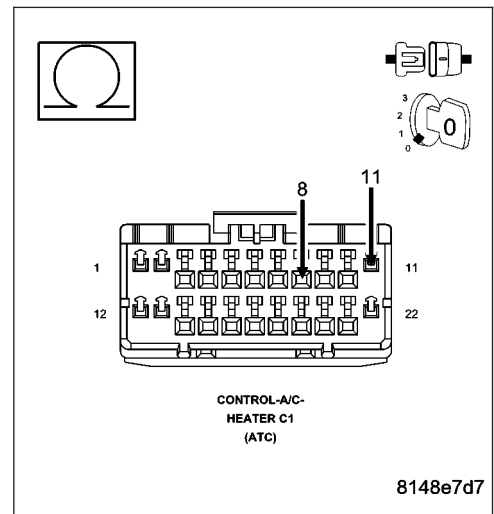 3
2
1
0
0
8
11
1
11
12
22
CONTROL-A/C-
HEATER C1
(ATC)
8148e7d7